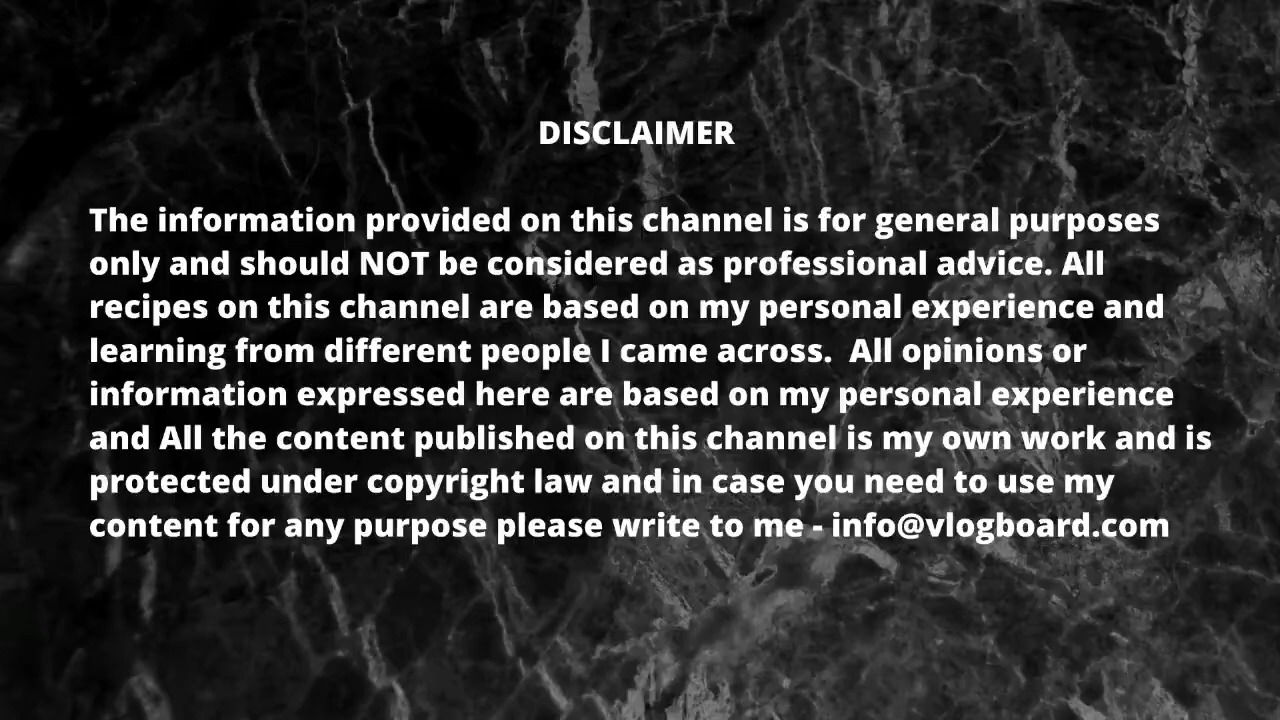 DISCLAIMER
The information provided on this channel is for general purposes
only and should NOT be considered as professional advice. All
recipes on this channel are based on my personal experience and
learning from different people I came across.  All opinions or
information expressed here are based on my personal experience
and All the content published on this channel is my own work and is
protected under copyright law and in case you need to use my
content for any purpose please write to me - info@vlogboard.com